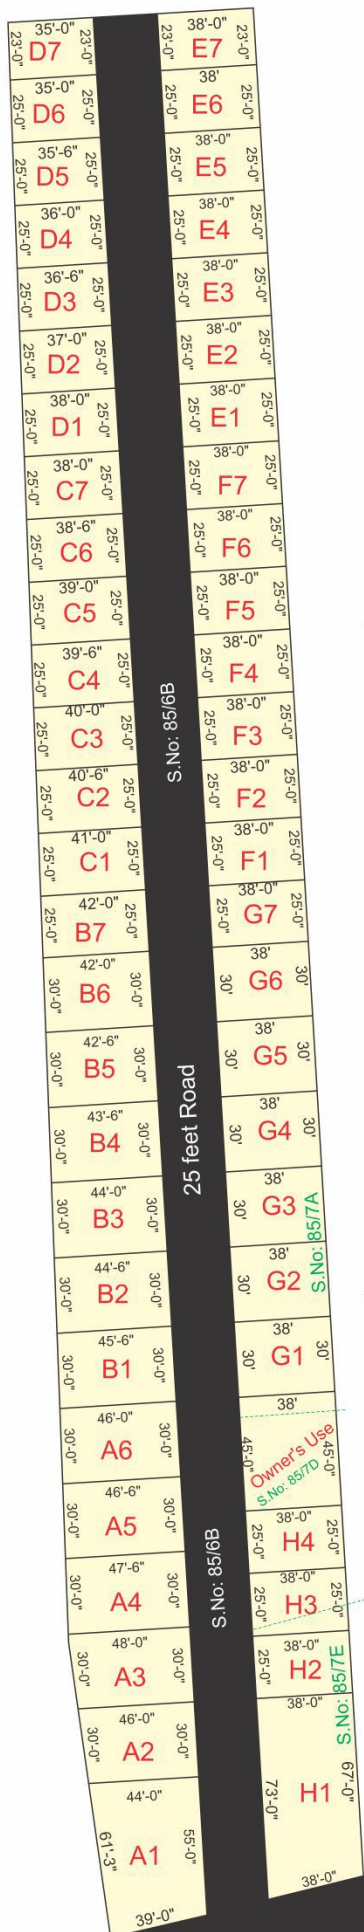 35'-0" 38'-0"
23'-0" D7 23'-0" 23'-0" E7 23'-0"
35'-0" 38'
25'-0" D6 25'-0" 25'-0" E6 25'-0"
35'-6" 38'-0"
25'-0" D5 25'-0" 25'-0" E5 25'-0"
36'-0" 38'-0"
25'-0" D4 25'-0" 25'-0" E4 25'-0"
36'-6" 38'-0"
25'-0" D3 25'-0" 25'-0" E3 25'-0"
37'-0" 38'-0"
25'-0" D2 25'-0" 25'-0" E2 25'-0"
38'-0" 38'-0"
25'-0" D1 25'-0" 25'-0" E1 25'-0"
38'-0" 38'-0"
25'-0" C7 25'-0" 25'-0" F7 25'-0"
38'-6" 38'-0"
25'-0" C6 25'-0" 25'-0" F6 25'-0"
39'-0" 38'-0"
25'-0" C5 25'-0" 25'-0" F5 25'-0"
39'-6" 38'-0"
25'-0" C4 25'-0" 25'-0" F4 25'-0"
S.No: 85/6B
40'-0" 38'-0"
25'-0" C3 25'-0" 25'-0" F3 25'-0"
40'-6" 38'-0"
25'-0" C2 25'-0" 25'-0" F2 25'-0"
41'-0" 38'-0"
25'-0" C1 25'-0" 25'-0" F1 25'-0"
42'-0" 38'-0"
25'-0" B7 25'-0" 25'-0" G7 25'-0"
42'-0" 38'
30'-0" B6 30'-0" 30' G6 30'
42'-6" 38'
30'-0" B5 30'-0" 30' G5 30'
25 feet Road
43'-6" 38'
30'-0" B4 30'-0" 30' G4 30'
44'-0" 38'
30'-0" B3 30'-0" 30' G3
S.No: 85/7A
44'-6" 38'
30'-0" B2 30'-0" 30' G2
45'-6" 38'
30'-0" B1 30'-0" 30' G1 30'
46'-0" 38'
30'-0" A6 30'-0" 45'-0" Owner's Use 45'-0"
S.No: 85/7D
46'-6" 38'-0"
30'-0" A5 30'-0" 25'-0" H4 25'-0"
S.No: 85/6B
47'-6" 38'-0"
30'-0" A4 30'-0" 25'-0" H3 25'-0"
48'-0" 38'-0"
30'-0" A3 30'-0" 25'-0" H2
S.No: 85/7E
46'-0" 38'-0"
30'-0" A2 30'-0"
44'-0"
73'-0" H1 67'-0"
61'-3" A1 55'-0"
39'-0" 38'-0"